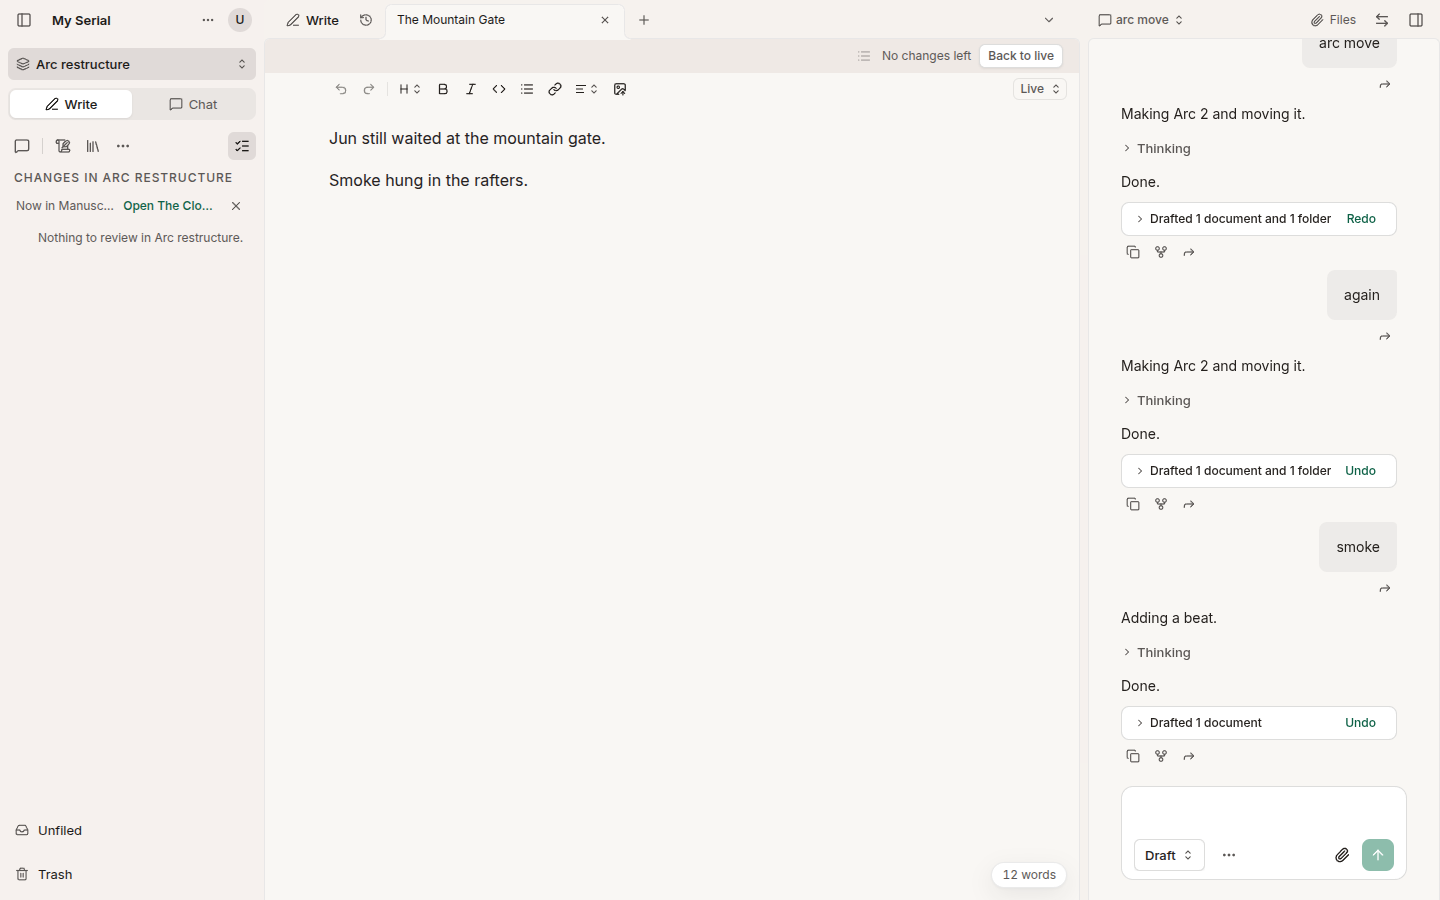 My Serial
U
Write
The Mountain Gate
arc move
Files
Arc restructure
Write
Chat
No changes left
Back to live
H
B
I
Live
CHANGES IN ARC RESTRUCTURE
Now in Manusc...
Open The Clo...
Nothing to review in Arc restructure.
Unfiled
Trash
Jun still waited at the mountain gate.
Smoke hung in the rafters.
12 words
arc move
Making Arc 2 and moving it.
Thinking
Done.
Drafted 1 document and 1 folder
Redo
again
Making Arc 2 and moving it.
Thinking
Done.
Drafted 1 document and 1 folder
Undo
smoke
Adding a beat.
Thinking
Done.
Drafted 1 document
Undo
Draft